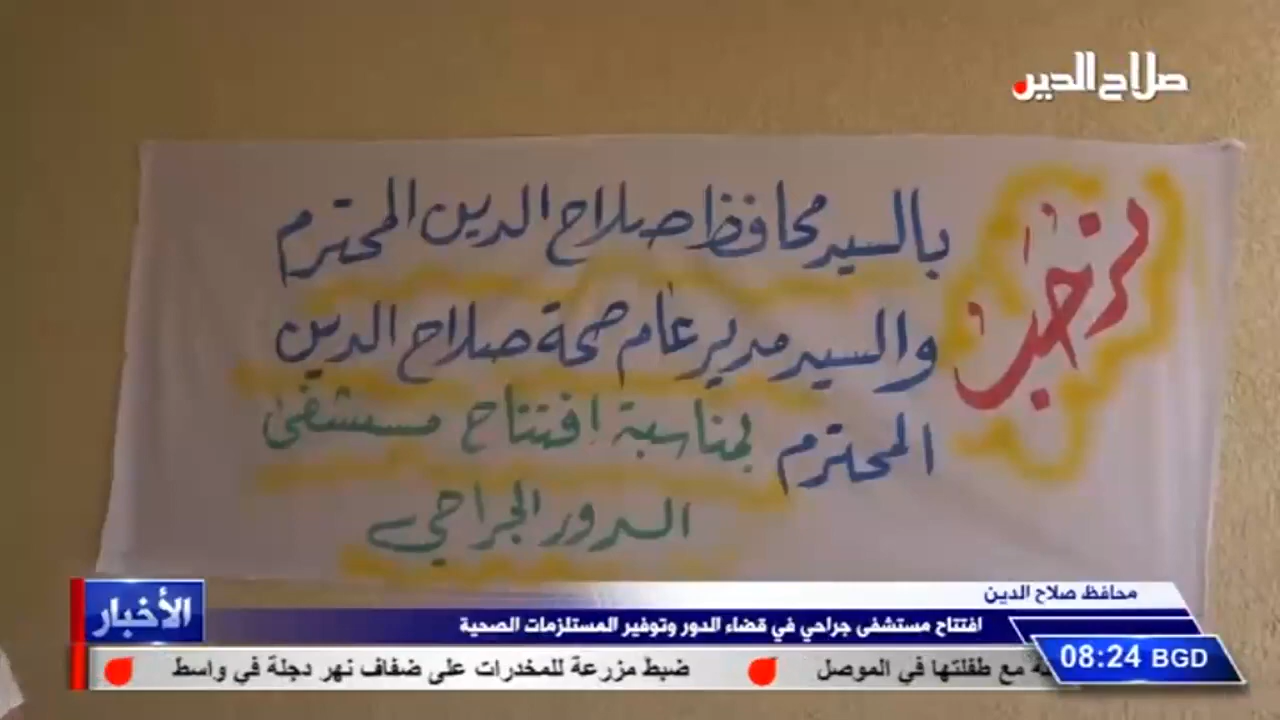 صلاح الدين
نرحب
بالسيد محافظ صلاح الدين المحترم
والسيد مدير عام صحة صلاح الدين
المحترم بمناسبة افتتاح مستشفى
الدور الجراحي
محافظ صلاح الدين
الأخبار
افتتاح مستشفى جراحي في قضاء الدور وتوفير المستلزمات الصحية
08:24 BGD
مع طفلتها في الموصل
ضبط مزرعة للمخدرات على ضفاف نهر دجلة في واسط